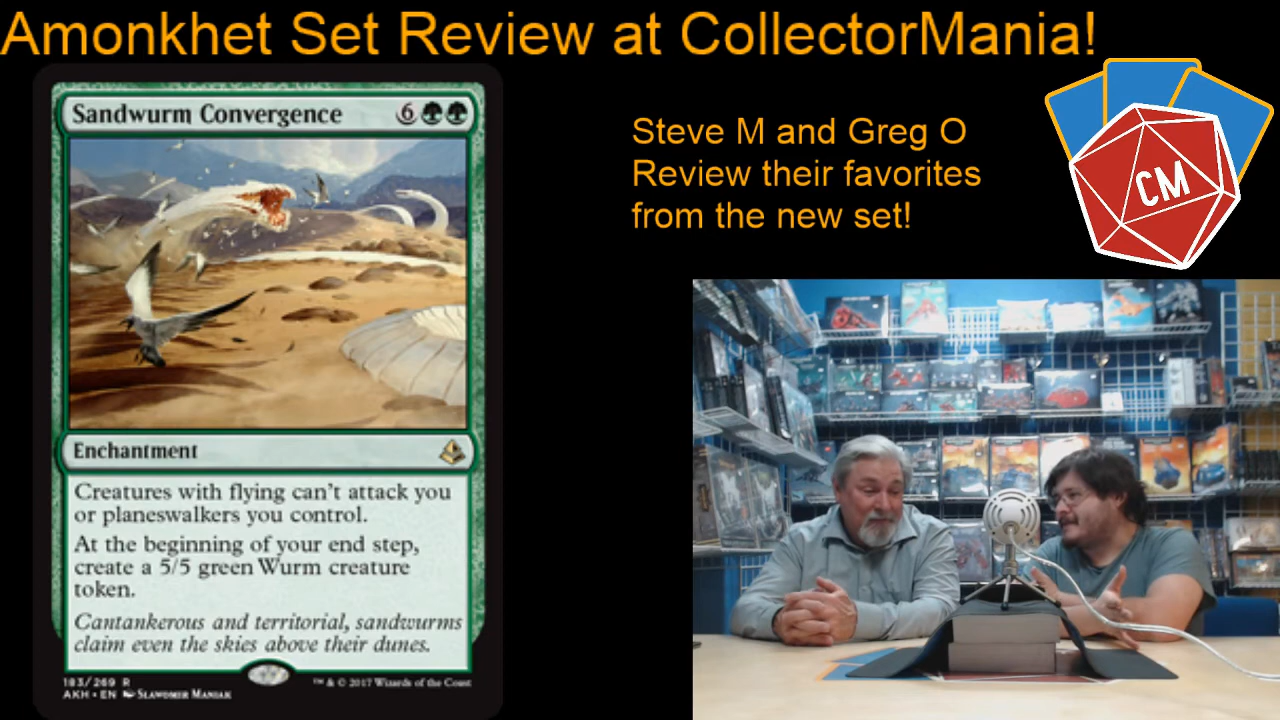 Amonkhet Set Review at CollectorMania!
Sandwurm Convergence 6
Steve M and Greg O
Review their favorites
from the new set!
CM
Enchantment
Creatures with flying can't attack you
or planeswalkers you control.
At the beginning of your end step,
create a 5/5 green Wurm creature
token.
Cantankerous and territorial, sandwurms
claim even the skies above their dunes.
183/269 R
AKH • EN Slawomir Maniak
™ & © 2017 Wizards of the Coast